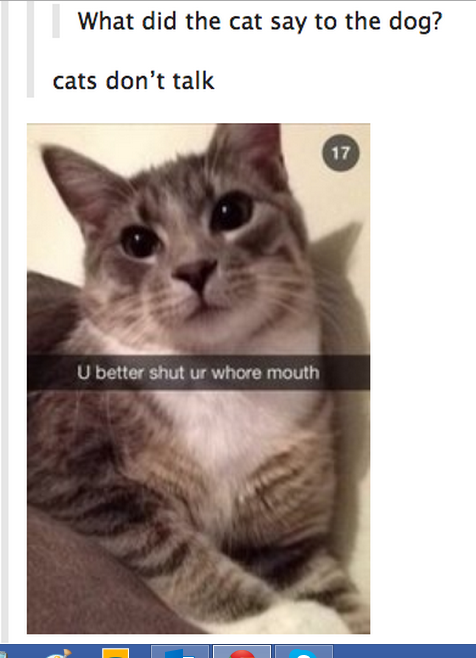 What did the cat say to the dog?
cats don't talk
17
U better shut ur whore mouth